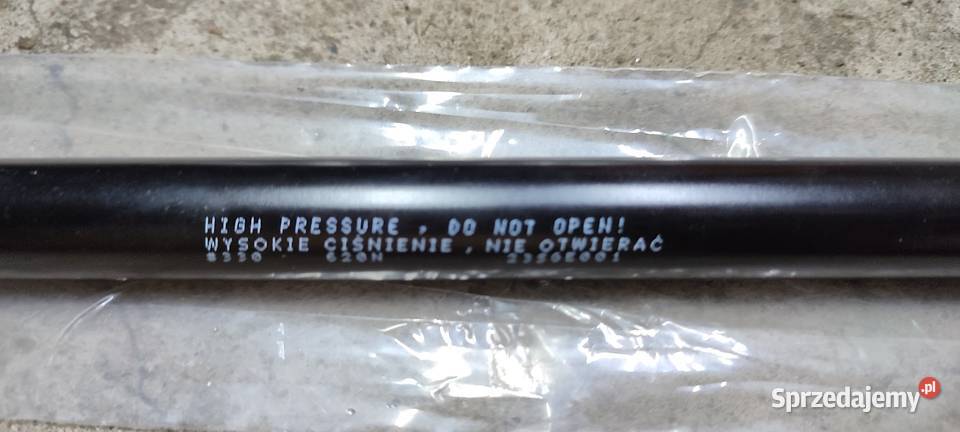 HIGH PRESSURE , DO NOT OPEN!
WYSOKIE CIŚNIENIE , NIE OTWIERAĆ
620N
Sprzedajemy.pl